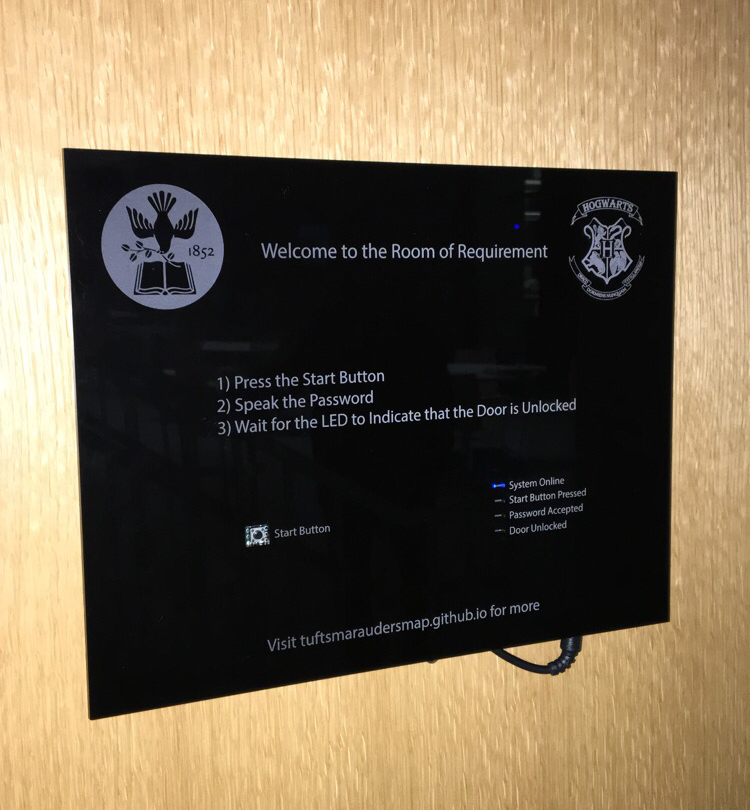 HOGWARTS
1852
Welcome to the Room of Requirement
H
1) Press the Start Button
2) Speak the Password
3) Wait for the LED to Indicate that the Door is Unlocked
System Online
Start Button Pressed
Password Accepted
Door Unlocked
Start Button
Visit tuftsmaraudersmap.github.io for more